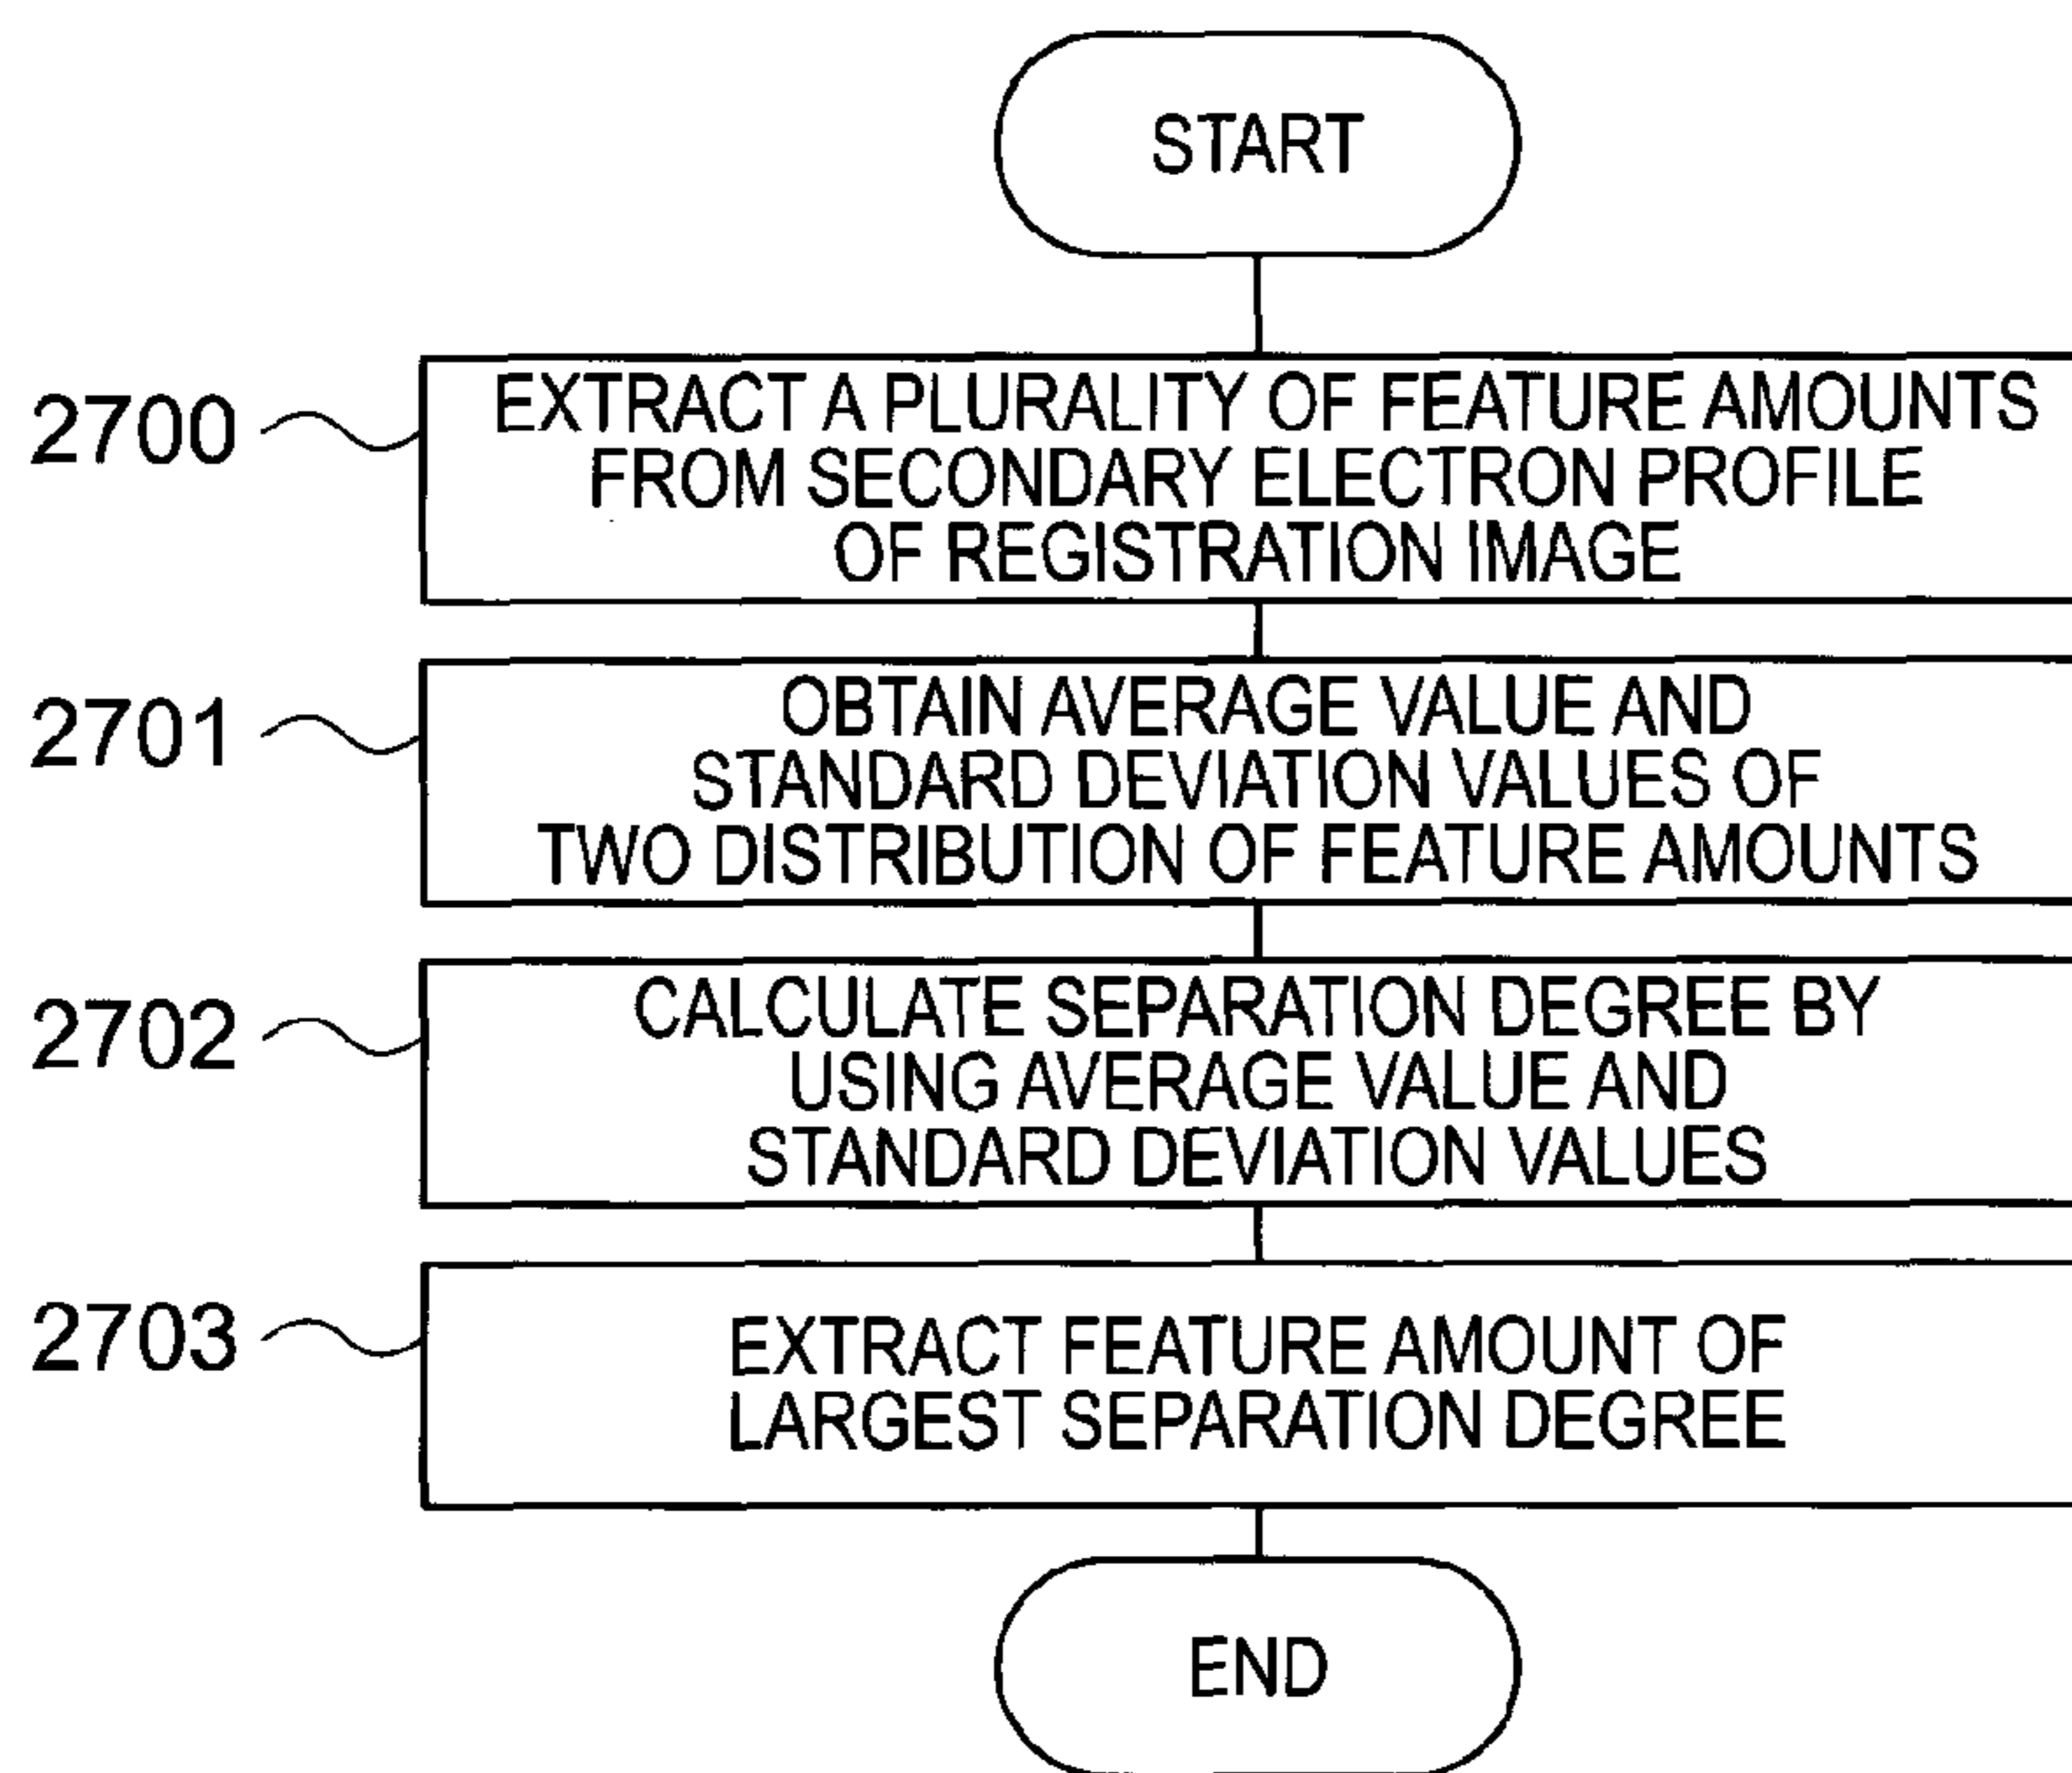 START
2700
EXTRACT A PLURALITY OF FEATURE AMOUNTS
FROM SECONDARY ELECTRON PROFILE
OF REGISTRATION IMAGE
2701
OBTAIN AVERAGE VALUE AND
STANDARD DEVIATION VALUES OF
TWO DISTRIBUTION OF FEATURE AMOUNTS
2702
CALCULATE SEPARATION DEGREE BY
USING AVERAGE VALUE AND
STANDARD DEVIATION VALUES
2703
EXTRACT FEATURE AMOUNT OF
LARGEST SEPARATION DEGREE
END